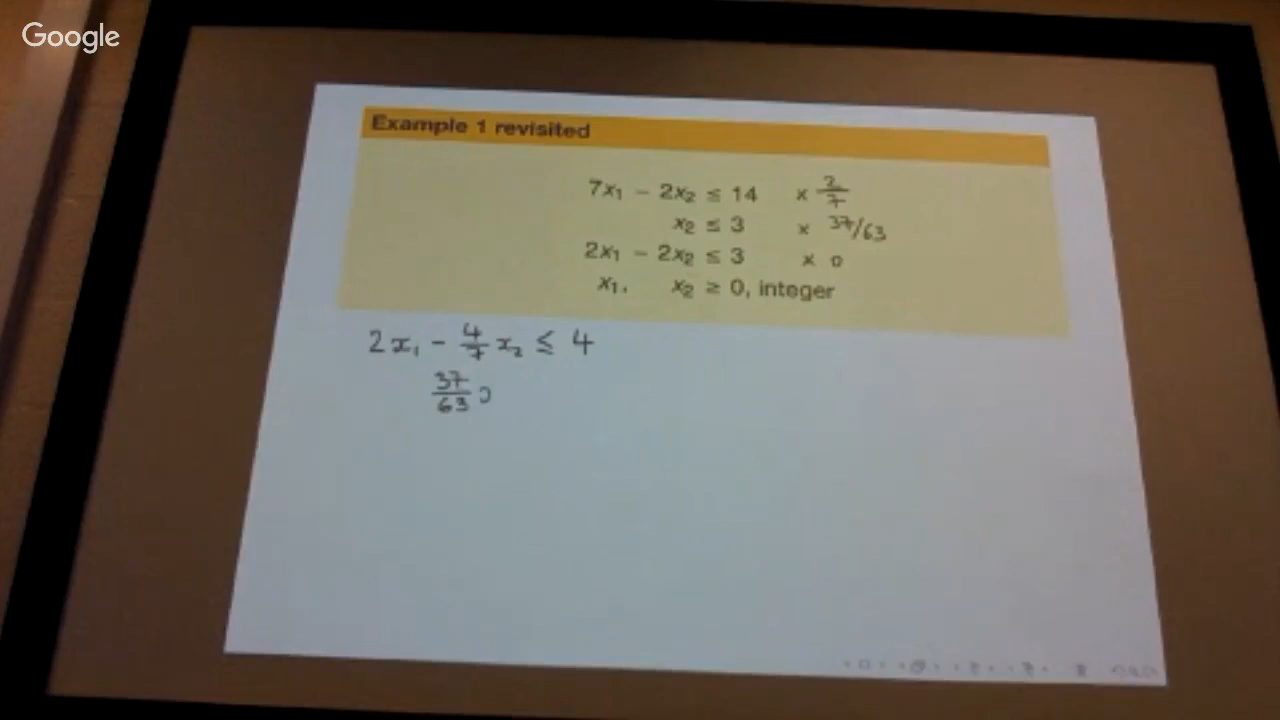 Google
Example 1 revisited
7x₁ − 2x₂ ≤ 14 × 2/7
x₂ ≤ 3 × 37/63
2x₁ − 2x₂ ≤ 3 × 0
x₁, x₂ ≥ 0, integer
2x₁ − 4/7 x₂ ≤ 4
37/63